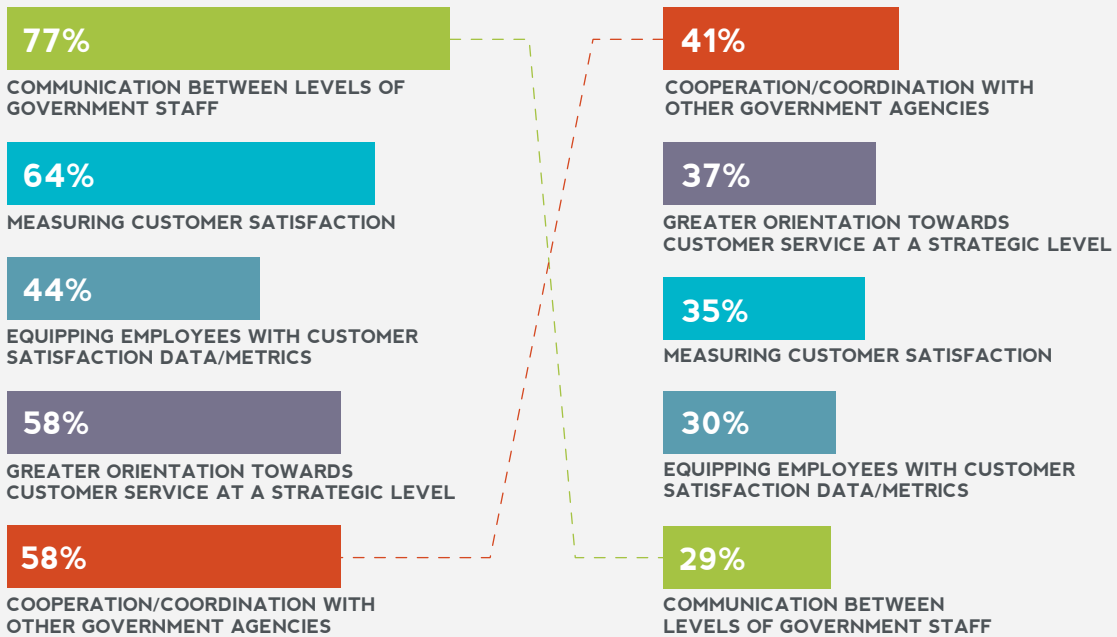 77%
COMMUNICATION BETWEEN LEVELS OF
GOVERNMENT STAFF
64%
MEASURING CUSTOMER SATISFACTION
44%
EQUIPPING EMPLOYEES WITH CUSTOMER
SATISFACTION DATA/METRICS
58%
GREATER ORIENTATION TOWARDS
CUSTOMER SERVICE AT A STRATEGIC LEVEL
58%
COOPERATION/COORDINATION WITH
OTHER GOVERNMENT AGENCIES
41%
COOPERATION/COORDINATION WITH
OTHER GOVERNMENT AGENCIES
37%
GREATER ORIENTATION TOWARDS
CUSTOMER SERVICE AT A STRATEGIC LEVEL
35%
MEASURING CUSTOMER SATISFACTION
30%
EQUIPPING EMPLOYEES WITH CUSTOMER
SATISFACTION DATA/METRICS
29%
COMMUNICATION BETWEEN
LEVELS OF GOVERNMENT STAFF